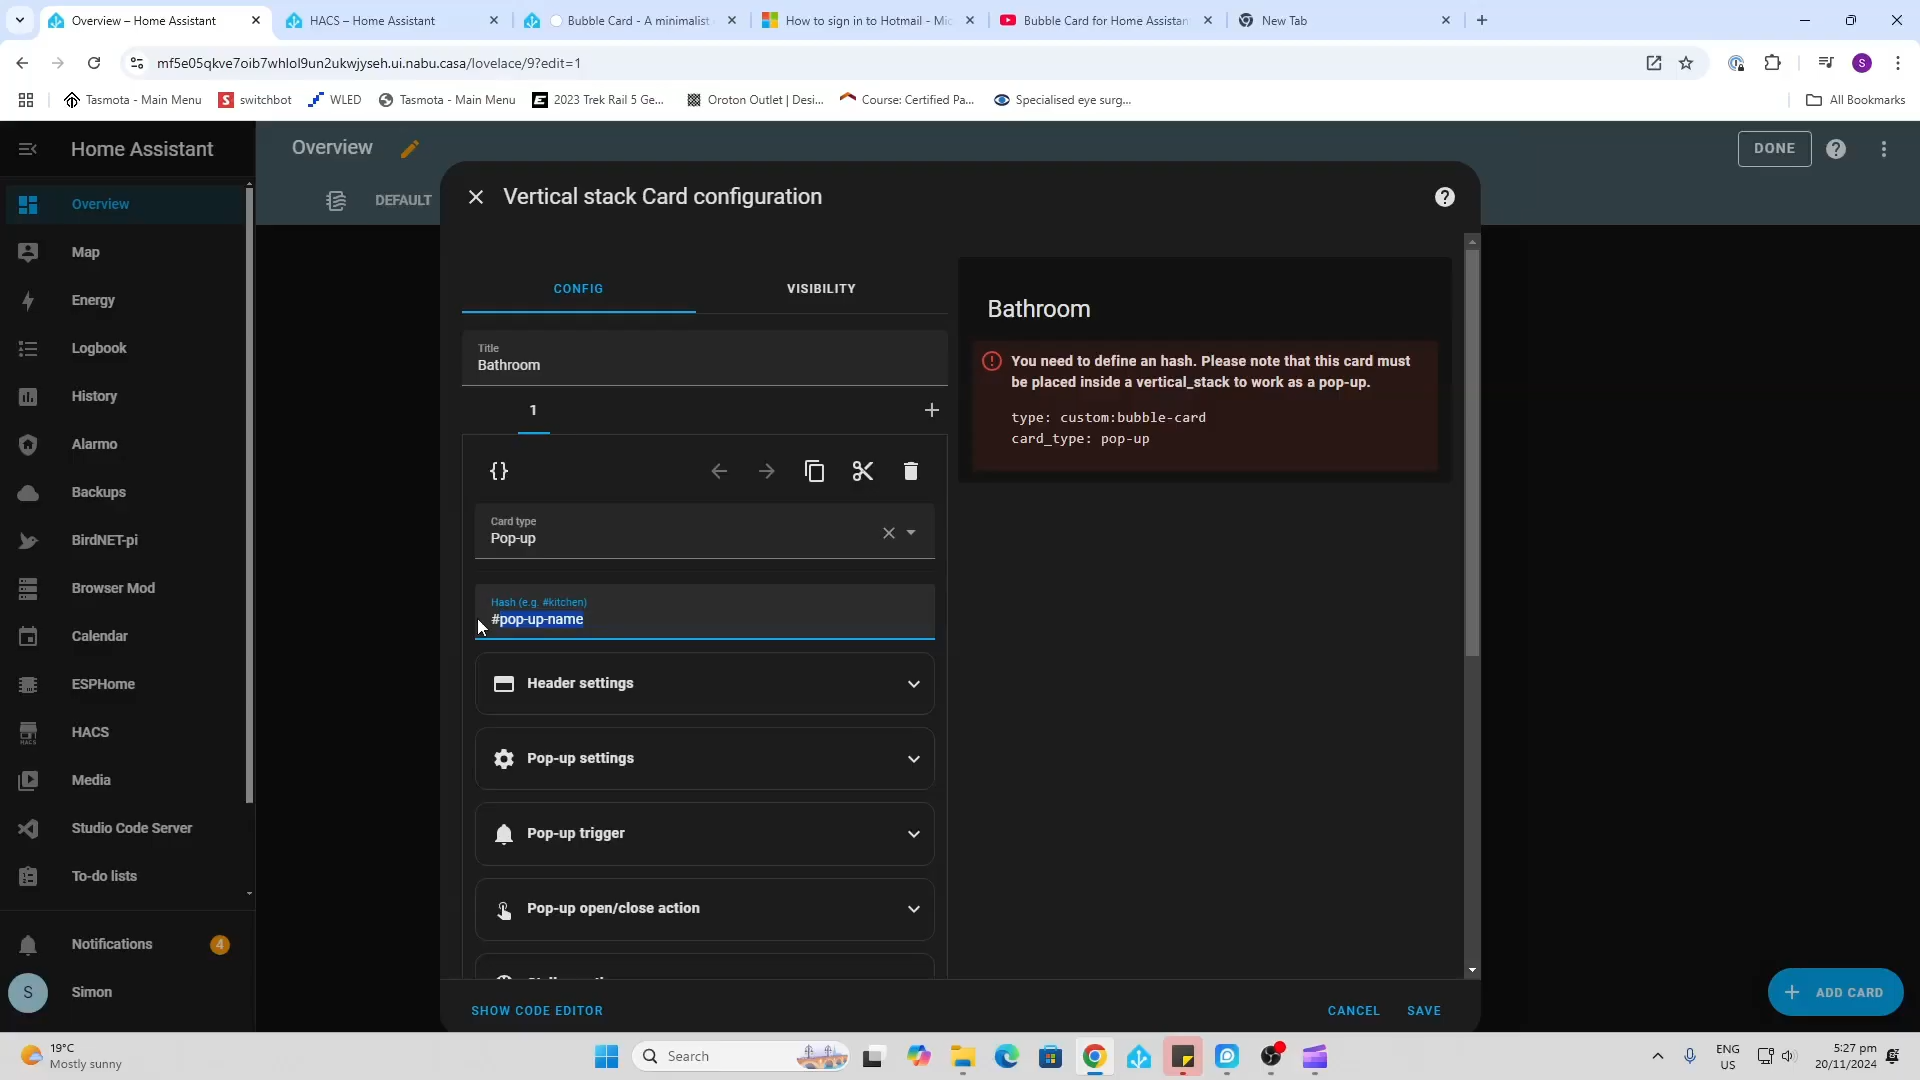 Overview – Home Assistant
HACS – Home Assistant
Bubble Card - A minimalist
How to sign in to Hotmail - Mic
Bubble Card for Home Assistan
New Tab
mf5e05qkve7oib7whlol9un2ukwjyseh.ui.nabu.casa/lovelace/9?edit=1
S
Tasmota - Main Menu
switchbot
WLED
Tasmota - Main Menu
2023 Trek Rail 5 Ge...
Oroton Outlet | Desi...
Course: Certified Pa...
Specialised eye surg...
All Bookmarks
Home Assistant
Overview
DONE
DEFAULT
Overview
Map
Energy
Logbook
History
Alarmo
Backups
BirdNET-pi
Browser Mod
Calendar
ESPHome
HACS
Media
Studio Code Server
To-do lists
Notifications
4
S
Simon
Vertical stack Card configuration
CONFIG
VISIBILITY
Title
Bathroom
1
{}
Card type
Pop-up
Hash (e.g. #kitchen)
#pop-up-name
Header settings
Pop-up settings
Pop-up trigger
Pop-up open/close action
Bathroom
You need to define an hash. Please note that this card must
be placed inside a vertical_stack to work as a pop-up.
type: custom:bubble-card
card_type: pop-up
SHOW CODE EDITOR
CANCEL
SAVE
ADD CARD
19°C
Mostly sunny
Search
ENG
US
5:27 pm
20/11/2024